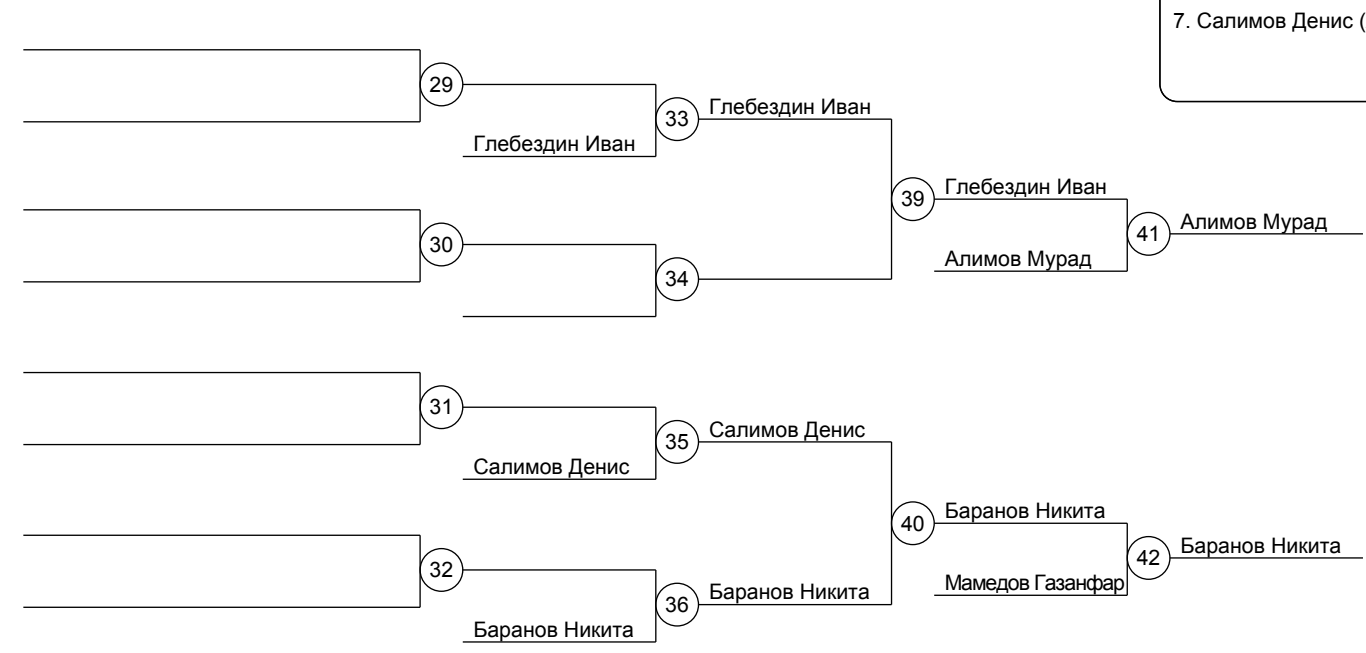 7. Салимов Денис (
29
33
Глебездин Иван
Глебездин Иван
39
Глебездин Иван
30
41
Алимов Мурад
Алимов Мурад
34
31
35
Салимов Денис
Салимов Денис
40
Баранов Никита
32
42
Баранов Никита
Мамедов Газанфар
36
Баранов Никита
Баранов Никита